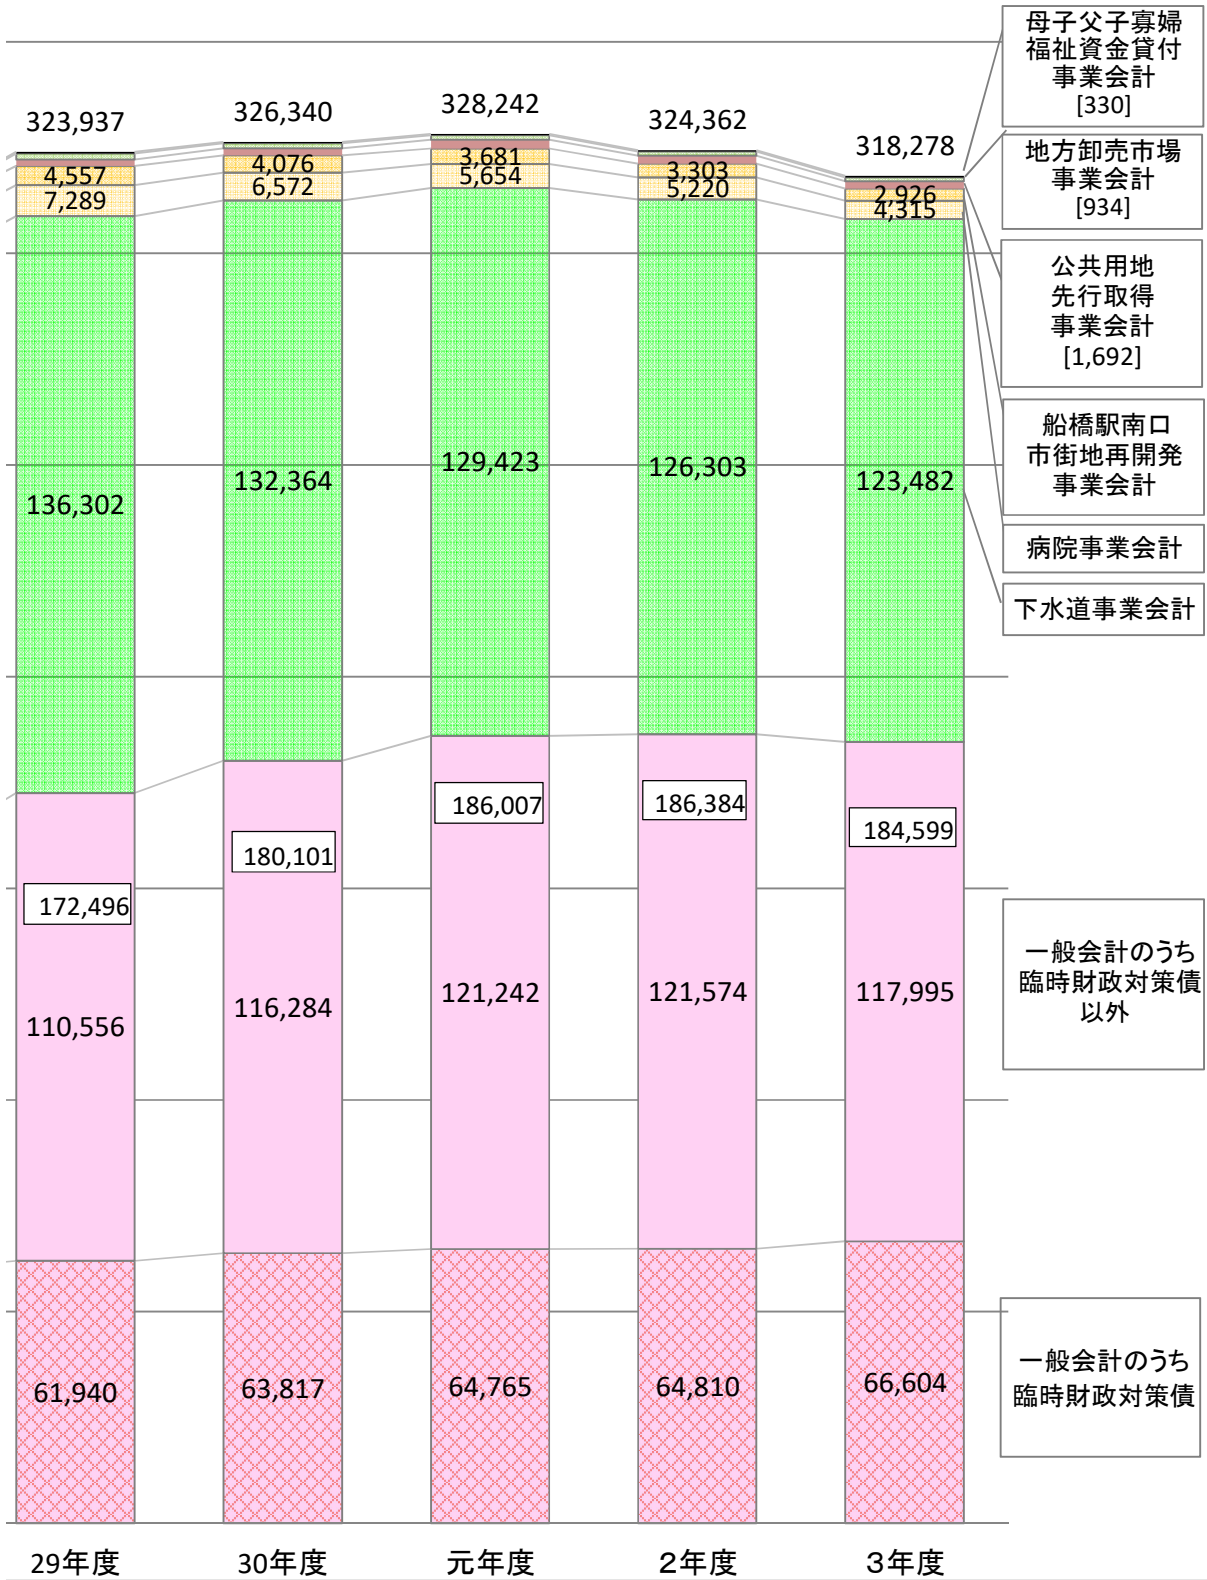 323,937
326,340
328,242
324,362
318,278
4,557
4,076
3,681
3,303
2,926
7,289
6,572
5,654
5,220
4,315
136,302
132,364
129,423
126,303
123,482
172,496
180,101
186,007
186,384
184,599
110,556
116,284
121,242
121,574
117,995
61,940
63,817
64,765
64,810
66,604
29年度
30年度
元年度
２年度
３年度
母子父子寡婦
福祉資金貸付
事業会計
[330]
地方卸売市場
事業会計
[934]
公共用地
先行取得
事業会計
[1,692]
船橋駅南口
市街地再開発
事業会計
病院事業会計
下水道事業会計
一般会計のうち
臨時財政対策債
以外
一般会計のうち
臨時財政対策債